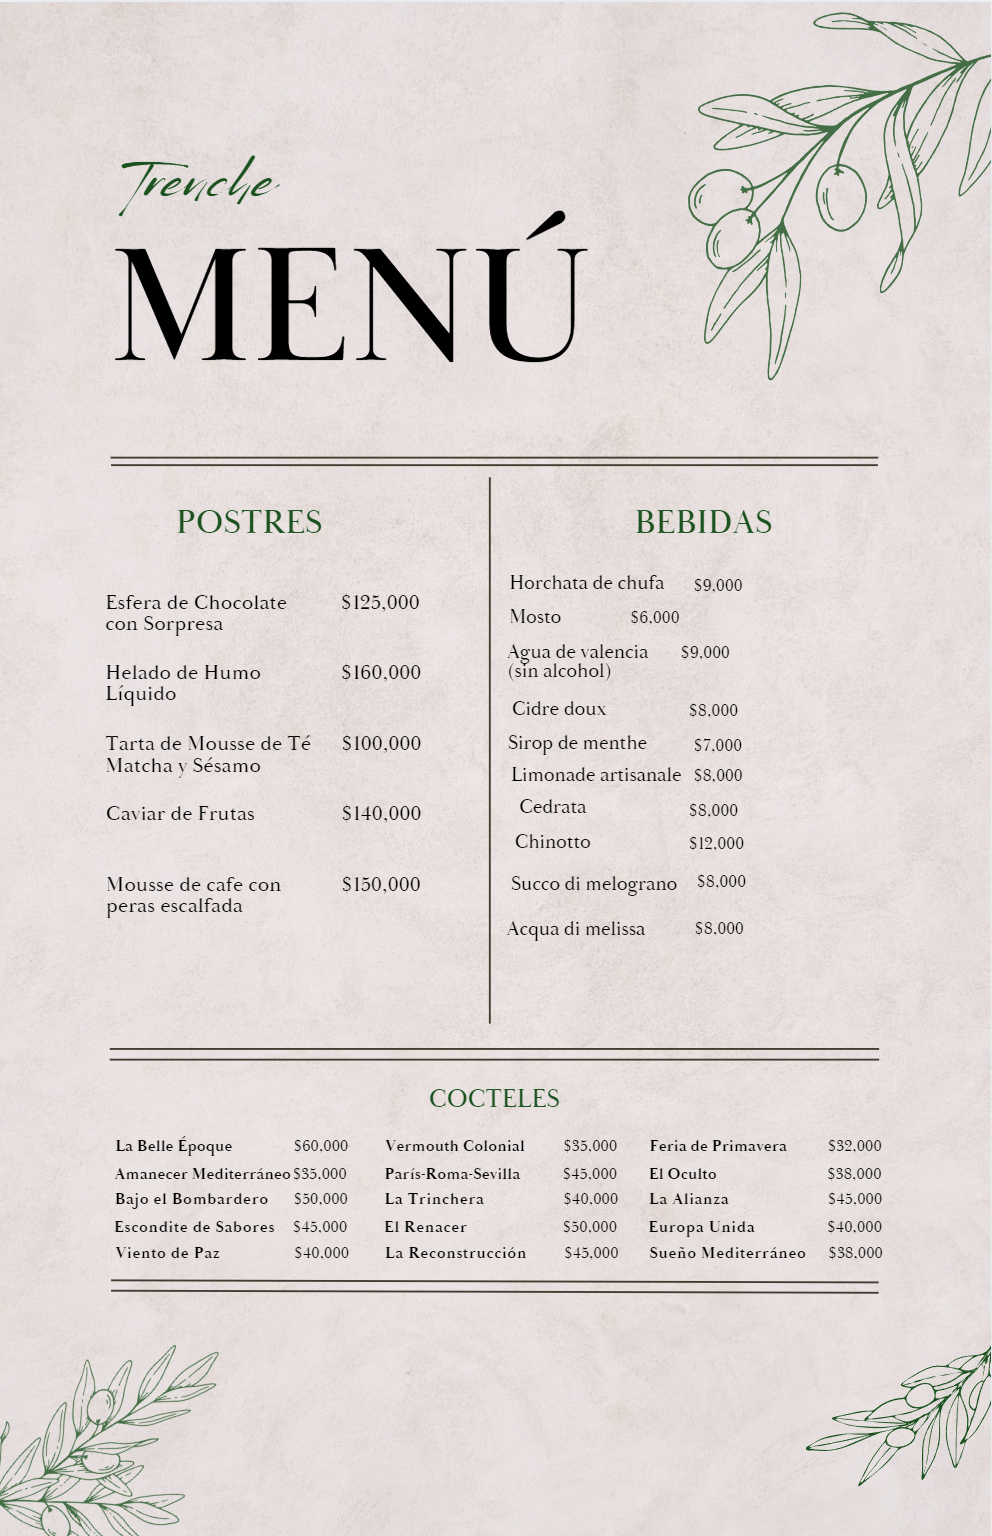 Trenche
MENÚ
POSTRES
Esfera de Chocolate $125,000
con Sorpresa
Helado de Humo $160,000
Líquido
Tarta de Mousse de Té $100,000
Matcha y Sésamo
Caviar de Frutas $140,000
Mousse de cafe con $150,000
peras escalfada
BEBIDAS
Horchata de chufa $9,000
Mosto $6,000
Agua de valencia $9,000
(sin alcohol)
Cidre doux $8,000
Sirop de menthe $7,000
Limonade artisanale $8,000
Cedrata $8,000
Chinotto $12,000
Succo di melograno $8,000
Acqua di melissa $8,000
COCTELES
La Belle Époque $60,000 Vermouth Colonial $35,000 Feria de Primavera $32,000
Amanecer Mediterráneo $35,000 París-Roma-Sevilla $45,000 El Oculto $38,000
Bajo el Bombardero $50,000 La Trinchera $40,000 La Alianza $45,000
Escondite de Sabores $45,000 El Renacer $50,000 Europa Unida $40,000
Viento de Paz $40,000 La Reconstrucción $45,000 Sueño Mediterráneo $38,000